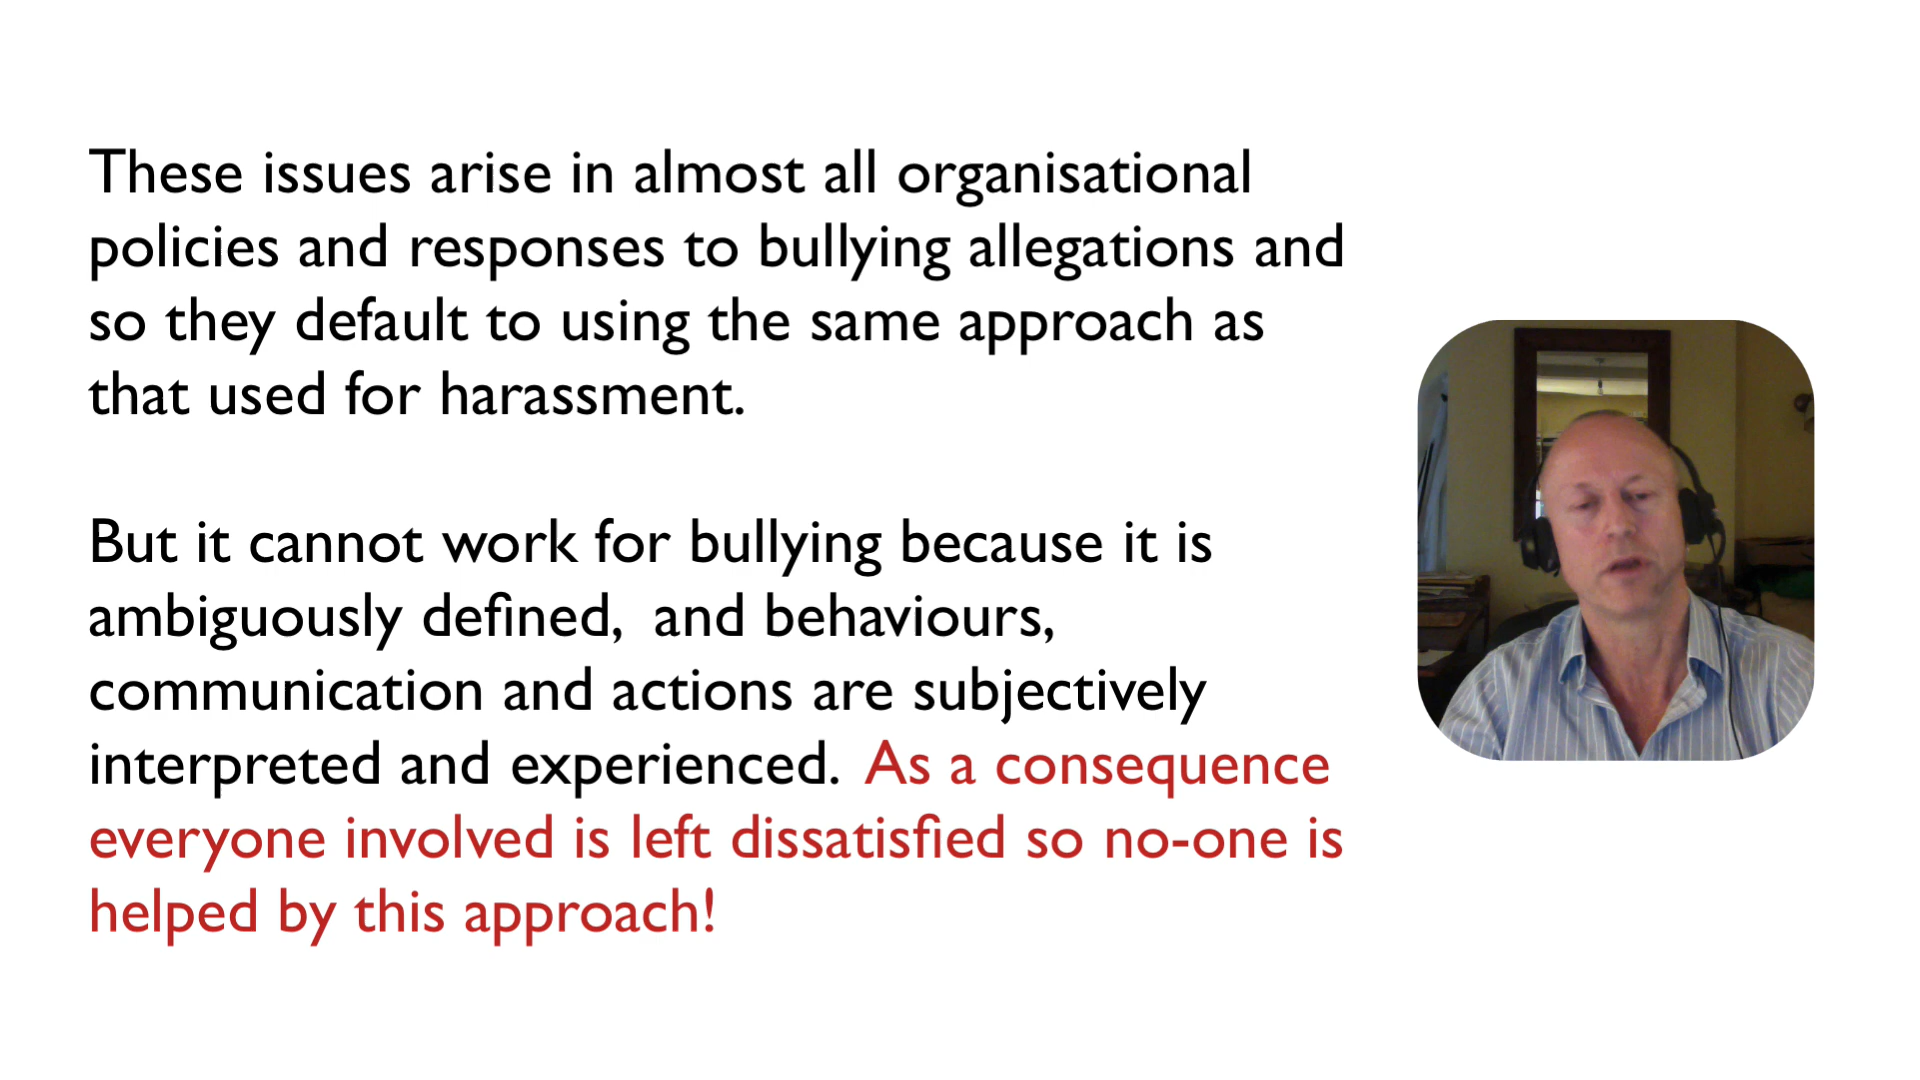 These issues arise in almost all organisational
policies and responses to bullying allegations and
so they default to using the same approach as
that used for harassment.
But it cannot work for bullying because it is
ambiguously defined,  and behaviours,
communication and actions are subjectively
interpreted and experienced.  As a consequence
everyone involved is left dissatisfied so no-one is
helped by this approach!